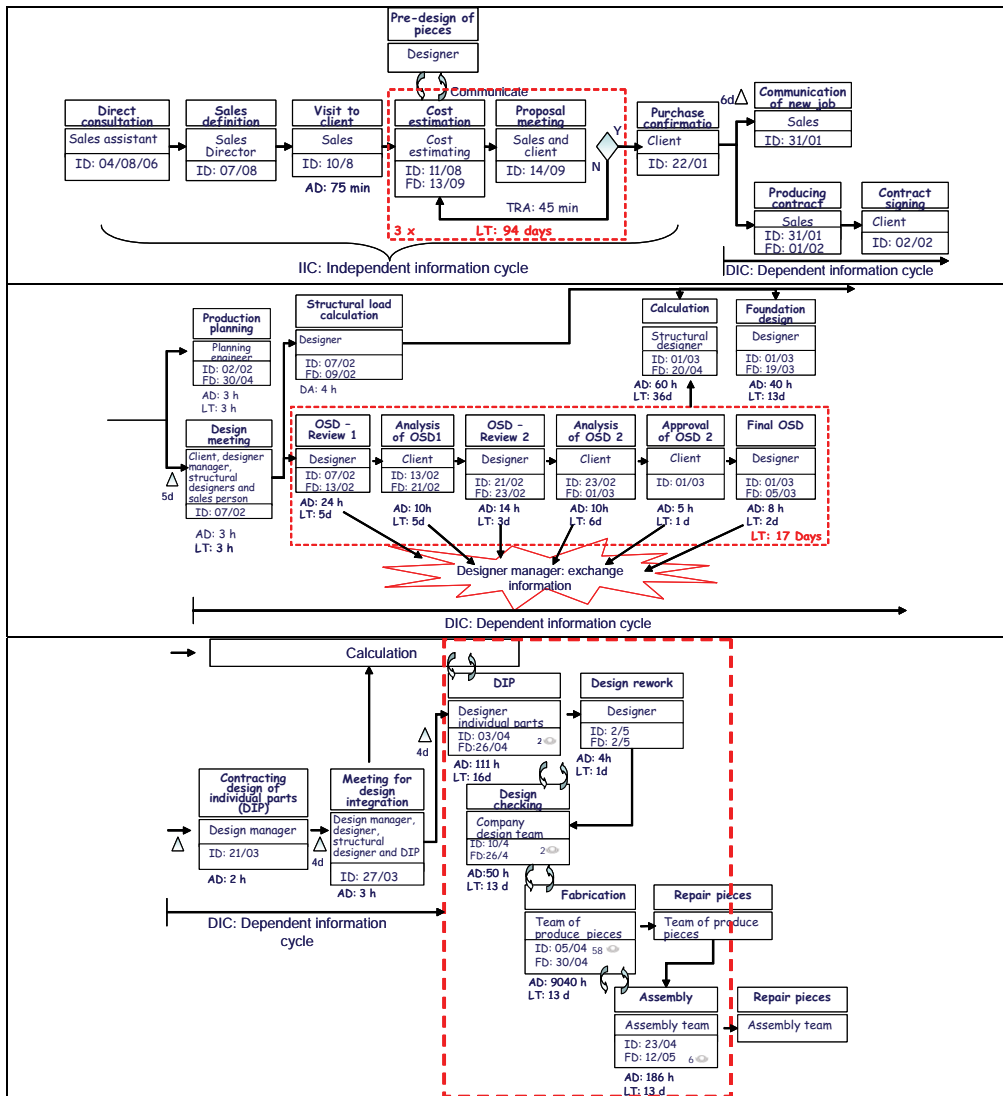 Pre-design of
pieces
Designer
Communicate
Direct
consultation
Sales assistant
ID: 04/08/06
Sales
definition
Sales
Director
ID: 07/08
Visit to
client
Sales
ID: 10/8
AD: 75 min
Cost
estimation
Cost
estimating
ID: 11/08
FD: 13/09
Proposal
meeting
Sales and
client
ID: 14/09
Y
N
TRA: 45 min
3 x
LT: 94 days
Purchase
confirmatio
Client
ID: 22/01
6d
Communication
of new job
Sales
ID: 31/01
Producing
contract
Sales
ID: 31/01
FD: 01/02
Contract
signing
Client
ID: 02/02
IIC: Independent information cycle
DIC: Dependent information cycle
Production
planning
Planning
engineer
ID: 02/02
FD: 30/04
AD: 3 h
LT: 3 h
Structural load
calculation
Designer
ID: 07/02
FD: 09/02
DA: 4 h
Calculation
Structural
designer
ID: 01/03
FD: 20/04
AD: 60 h
LT: 36d
Foundation
design
Designer
ID: 01/03
FD: 19/03
AD: 40 h
LT: 13d
5d
Design
meeting
Client, designer
manager,
structural
designers and
sales person
ID: 07/02
AD: 3 h
LT: 3 h
OSD –
Review 1
Designer
ID: 07/02
FD: 13/02
AD: 24 h
LT: 5d
Analysis
of OSD1
Client
ID: 13/02
FD: 21/02
AD: 10h
LT: 5d
OSD –
Review 2
Designer
ID: 21/02
FD: 23/02
AD: 14 h
LT: 3d
Analysis
of OSD 2
Client
ID: 23/02
FD: 01/03
AD: 10h
LT: 6d
Approval
of OSD 2
Client
ID: 01/03
AD: 5 h
LT: 1 d
Final OSD
Designer
ID: 01/03
FD: 05/03
AD: 8 h
LT: 2d
LT: 17 Days
Designer manager: exchange
information
DIC: Dependent information cycle
Calculation
Contracting
design of
individual parts
(DIP)
Design manager
ID: 21/03
AD: 2 h
4d
Meeting for
design
integration
Design manager,
designer,
structural
designer and DIP
ID: 27/03
AD: 3 h
4d
DIP
Designer
individual parts
ID: 03/04
FD:26/04
2
AD: 111 h
LT: 16d
Design rework
Designer
ID: 2/5
FD: 2/5
AD: 4h
LT: 1d
Design
checking
Company
design team
ID: 10/4
FD:26/4
2
AD:50 h
LT: 13 d
Fabrication
Team of
produce pieces
ID: 05/04
58
FD: 30/04
AD: 9040 h
LT: 13 d
Repair pieces
Team of produce
pieces
Assembly
Assembly team
ID: 23/04
FD: 12/05
6
AD: 186 h
LT: 13 d
Repair pieces
Assembly team
DIC: Dependent information
cycle